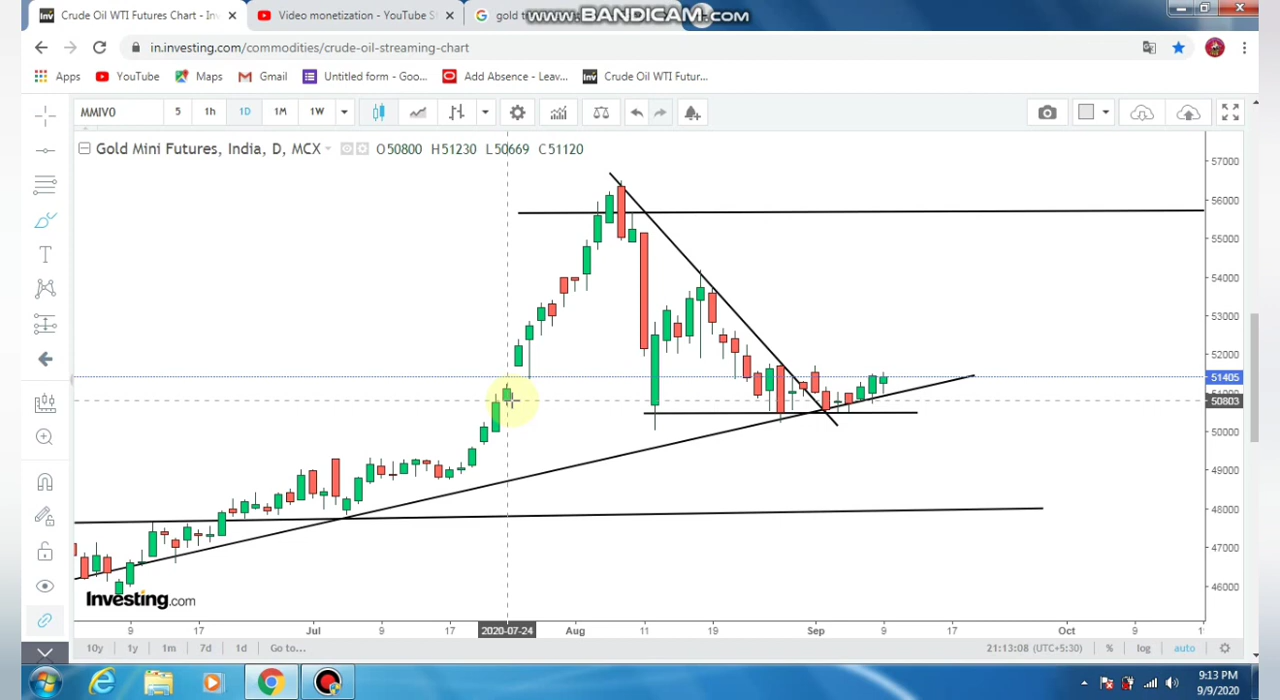 Crude Oil WTI Futures Chart - Inv
Video monetization - YouTube S
gold t
www.BANDICAM.com
in.investing.com/commodities/crude-oil-streaming-chart
Apps
YouTube
Maps
Gmail
Untitled form - Goo...
Add Absence - Leav...
Inv
Crude Oil WTI Futur...
MMIV0
5
1h
1D
1M
1W
Gold Mini Futures, India, D, MCX
O50800 H51230 L50669 C51120
57000
56000
55000
54000
53000
52000
51405
50803
50000
49000
48000
47000
46000
Investing.com
9
17
Jul
9
17
2020-07-24
Aug
11
19
Sep
9
17
Oct
9
10y
1y
1m
7d
1d
Go to...
21:13:08 (UTC+5:30)
%
log
auto
9:13 PM
9/9/2020